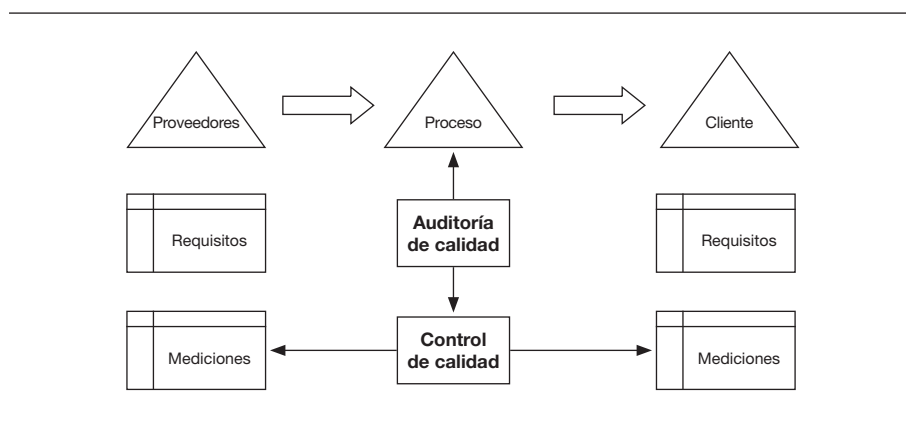 Proveedores
Proceso
Cliente
Requisitos
Auditoría
de calidad
Requisitos
Mediciones
Control
de calidad
Mediciones